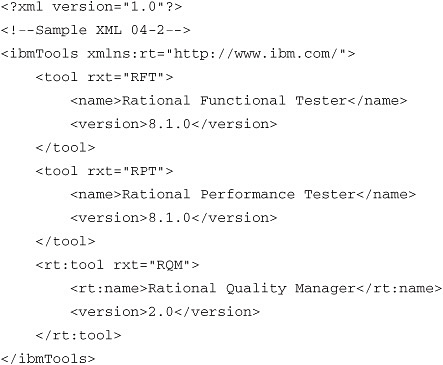 <?xml version="1.0"?>
<!--Sample XML 04-2-->
<ibmTools xmlns:rt="http://www.ibm.com/">
    <tool rxt="RFT">
        <name>Rational Functional Tester</name>
        <version>8.1.0</version>
    </tool>
    <tool rxt="RPT">
        <name>Rational Performance Tester</name>
        <version>8.1.0</version>
    </tool>
    <rt:tool rxt="RQM">
        <rt:name>Rational Quality Manager</rt:name>
        <version>2.0</version>
    </rt:tool>
</ibmTools>